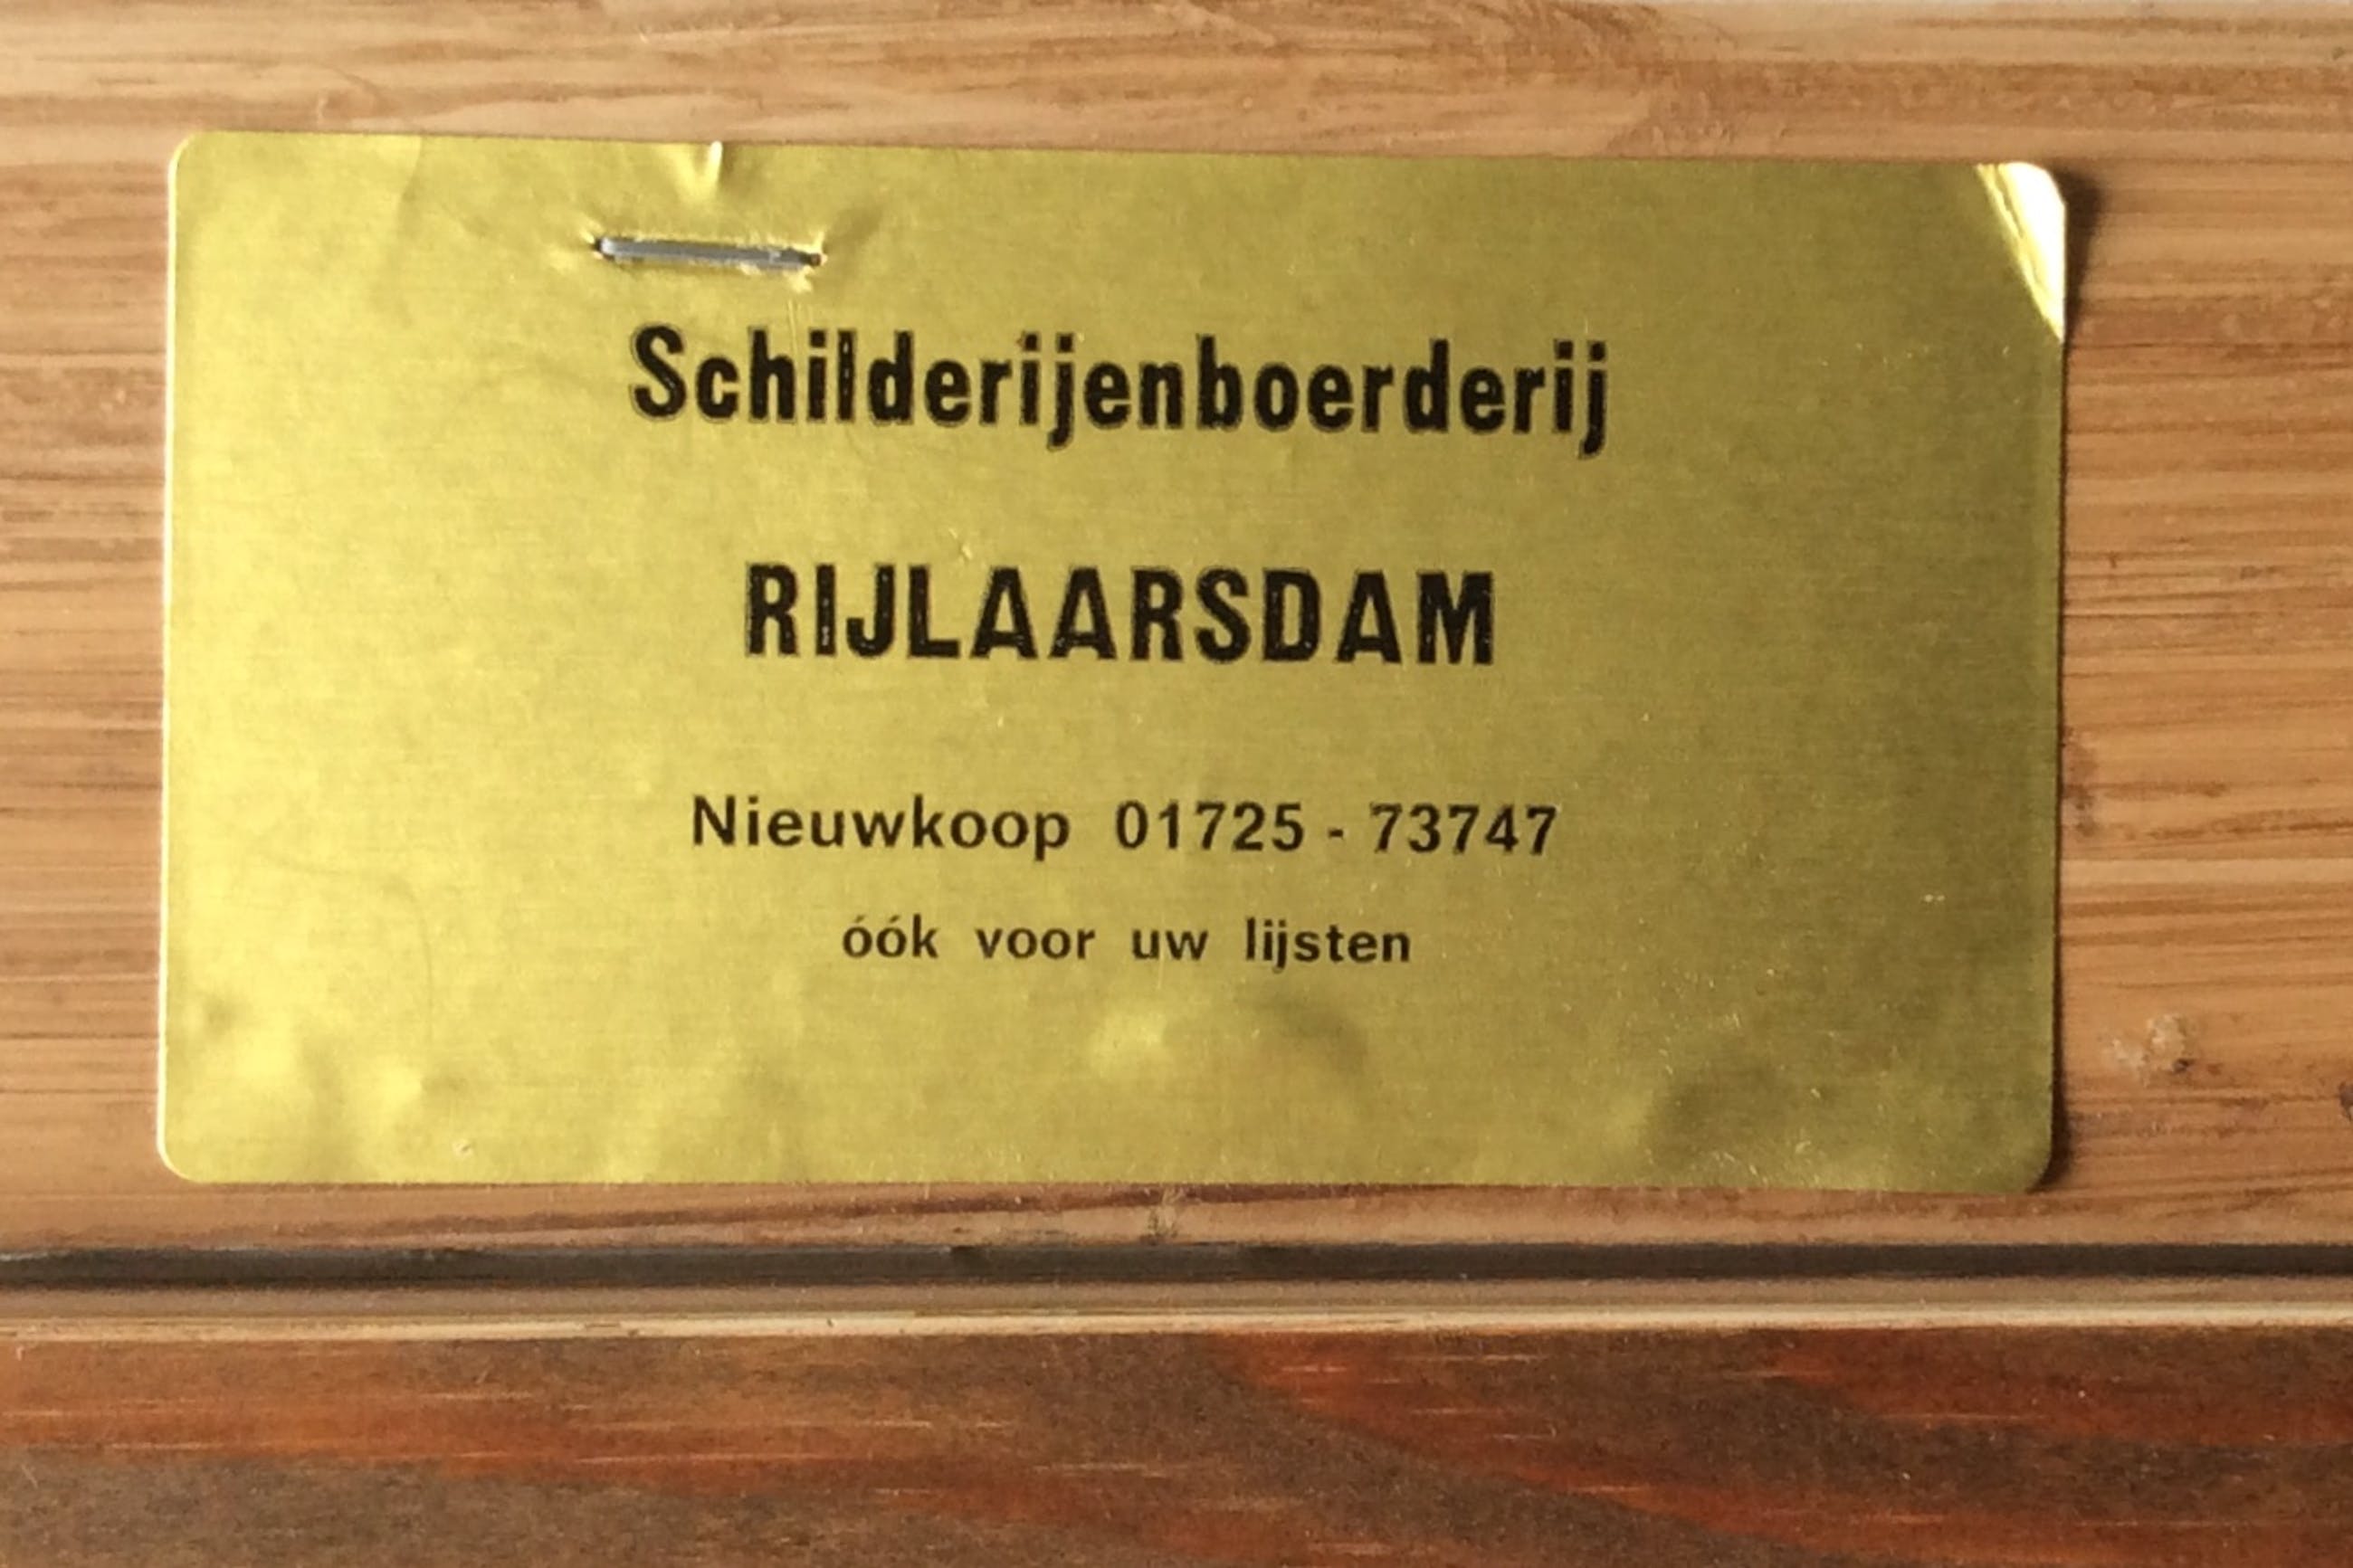 Schilderijenboerderij
RIJLAARSDAM
Nieuwkoop 01725 - 73747
óók voor uw lijsten